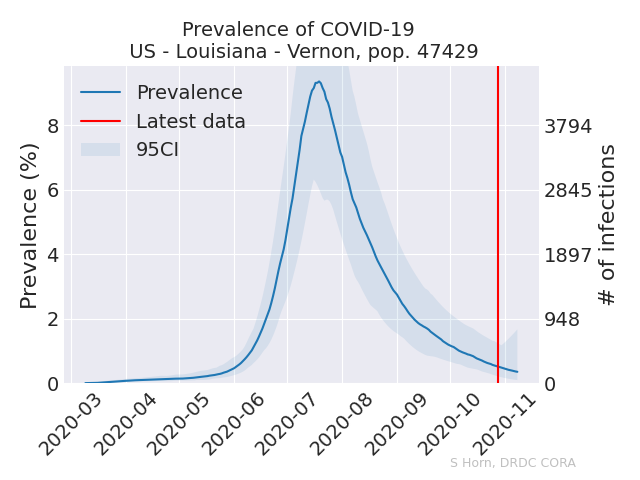 Prevalence of COVID-19
US - Louisiana - Vernon, pop. 47429
Prevalence
Latest data
95CI
Prevalence (%)
8
6
4
2
0
3794
2845
1897
948
0
# of infections
2020-03
2020-04
2020-05
2020-06
2020-07
2020-08
2020-09
2020-10
2020-11
S Horn, DRDC CORA